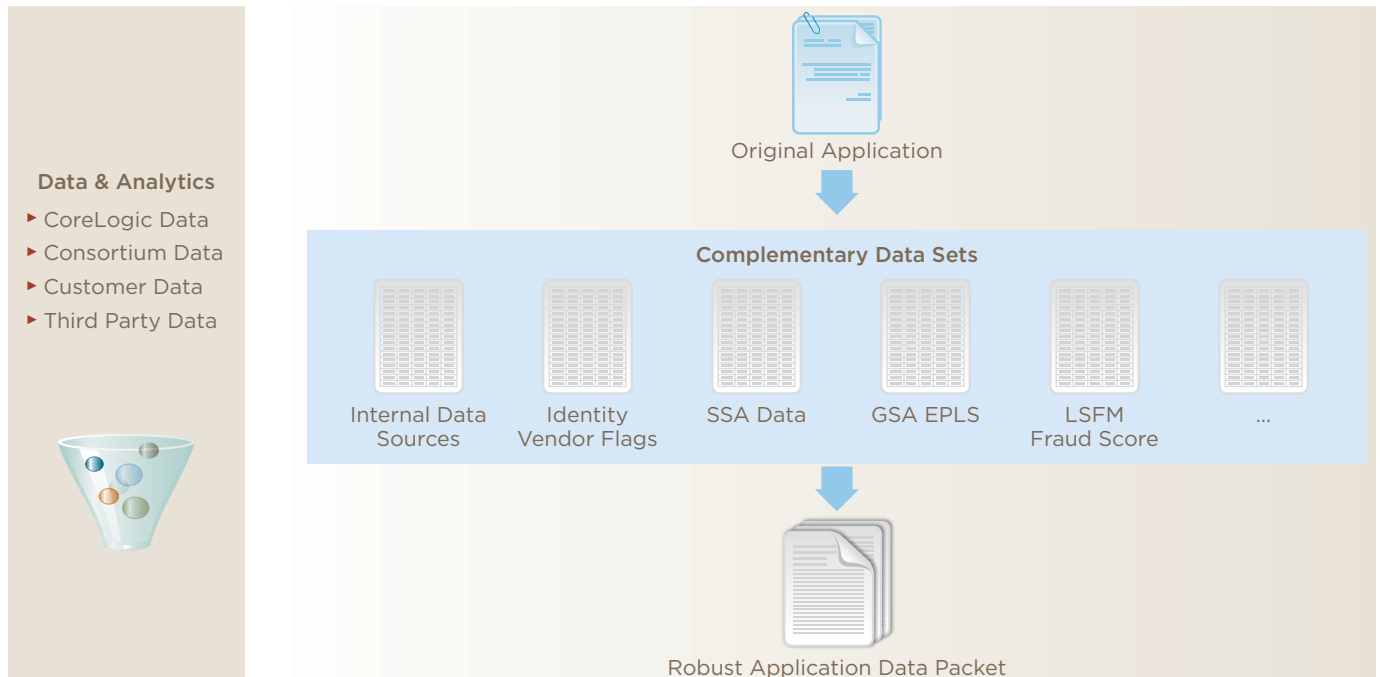 Data & Analytics
▸ CoreLogic Data
▸ Consortium Data
▸ Customer Data
▸ Third Party Data
Original Application
Complementary Data Sets
Internal Data
Sources
Identity
Vendor Flags
SSA Data
GSA EPLS
LSFM
Fraud Score
...
Robust Application Data Packet